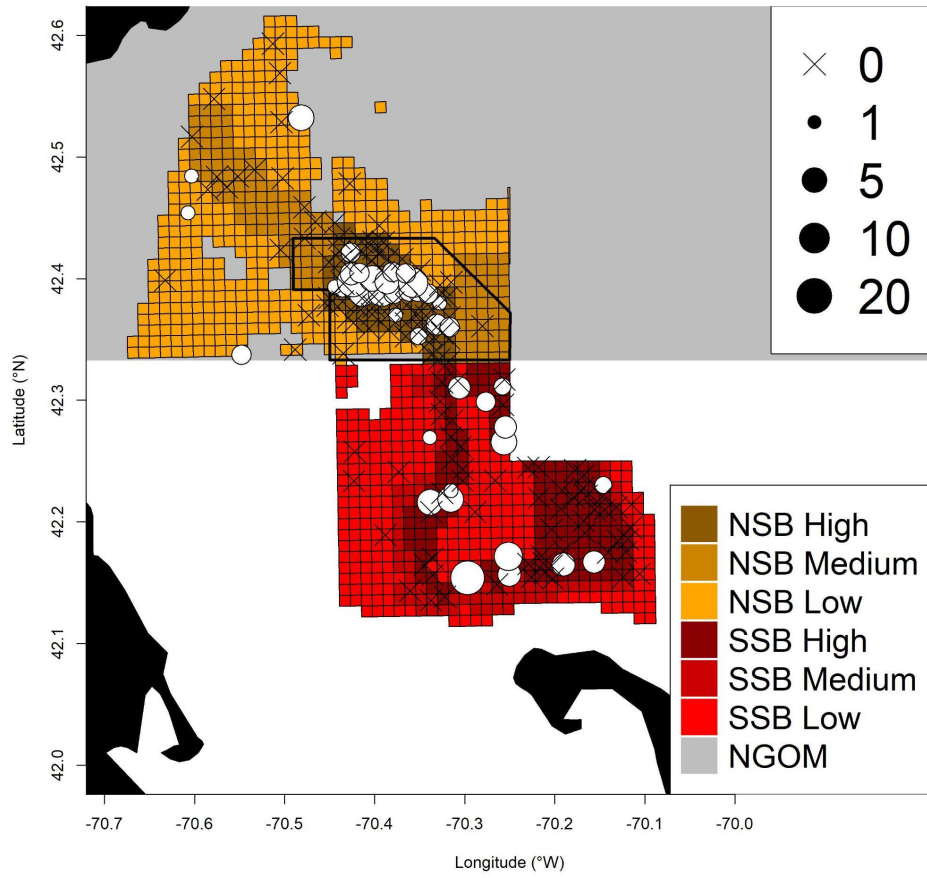 0
1
5
10
20
NSB High
NSB Medium
NSB Low
SSB High
SSB Medium
SSB Low
NGOM
Latitude (°N)
42.6
42.5
42.4
42.3
42.2
42.1
42.0
-70.7 -70.6 -70.5 -70.4 -70.3 -70.2 -70.1 -70.0
Longitude (°W)